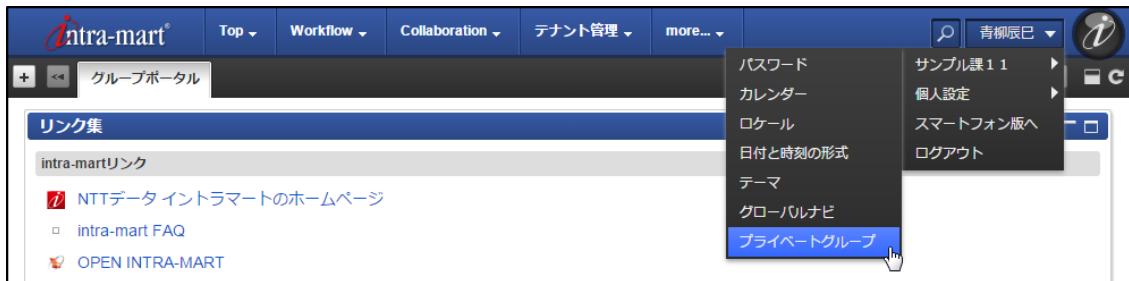 intra-mart®
Top
Workflow
Collaboration
テナント管理
more...
青柳辰巳
グループポータル
パスワード
カレンダー
ロケール
日付と時刻の形式
テーマ
グローバルナビ
プライベートグループ
サンプル課11
個人設定
スマートフォン版へ
ログアウト
リンク集
intra-martリンク
NTTデータ イントラマートのホームページ
intra-mart FAQ
OPEN INTRA-MART